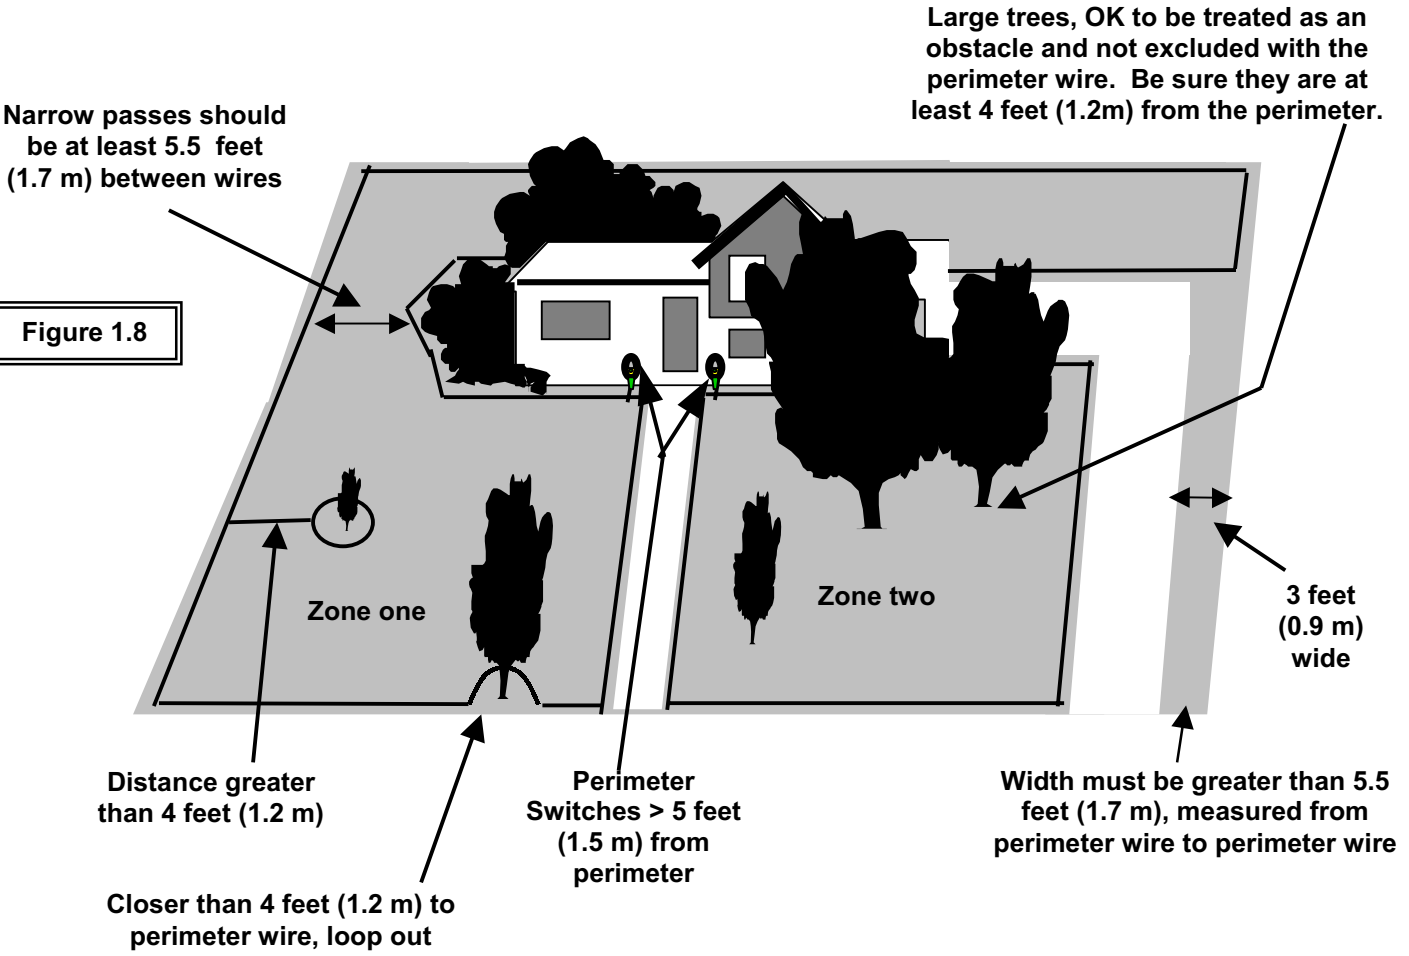 Large trees, OK to be treated as an
obstacle and not excluded with the
perimeter wire.  Be sure they are at
least 4 feet (1.2m) from the perimeter.
Narrow passes should
be at least 5.5  feet
(1.7 m) between wires
Figure 1.8
Zone one
Zone two
3 feet
(0.9 m)
wide
Distance greater
than 4 feet (1.2 m)
Perimeter
Switches > 5 feet
(1.5 m) from
perimeter
Width must be greater than 5.5
feet (1.7 m), measured from
perimeter wire to perimeter wire
Closer than 4 feet (1.2 m) to
perimeter wire, loop out